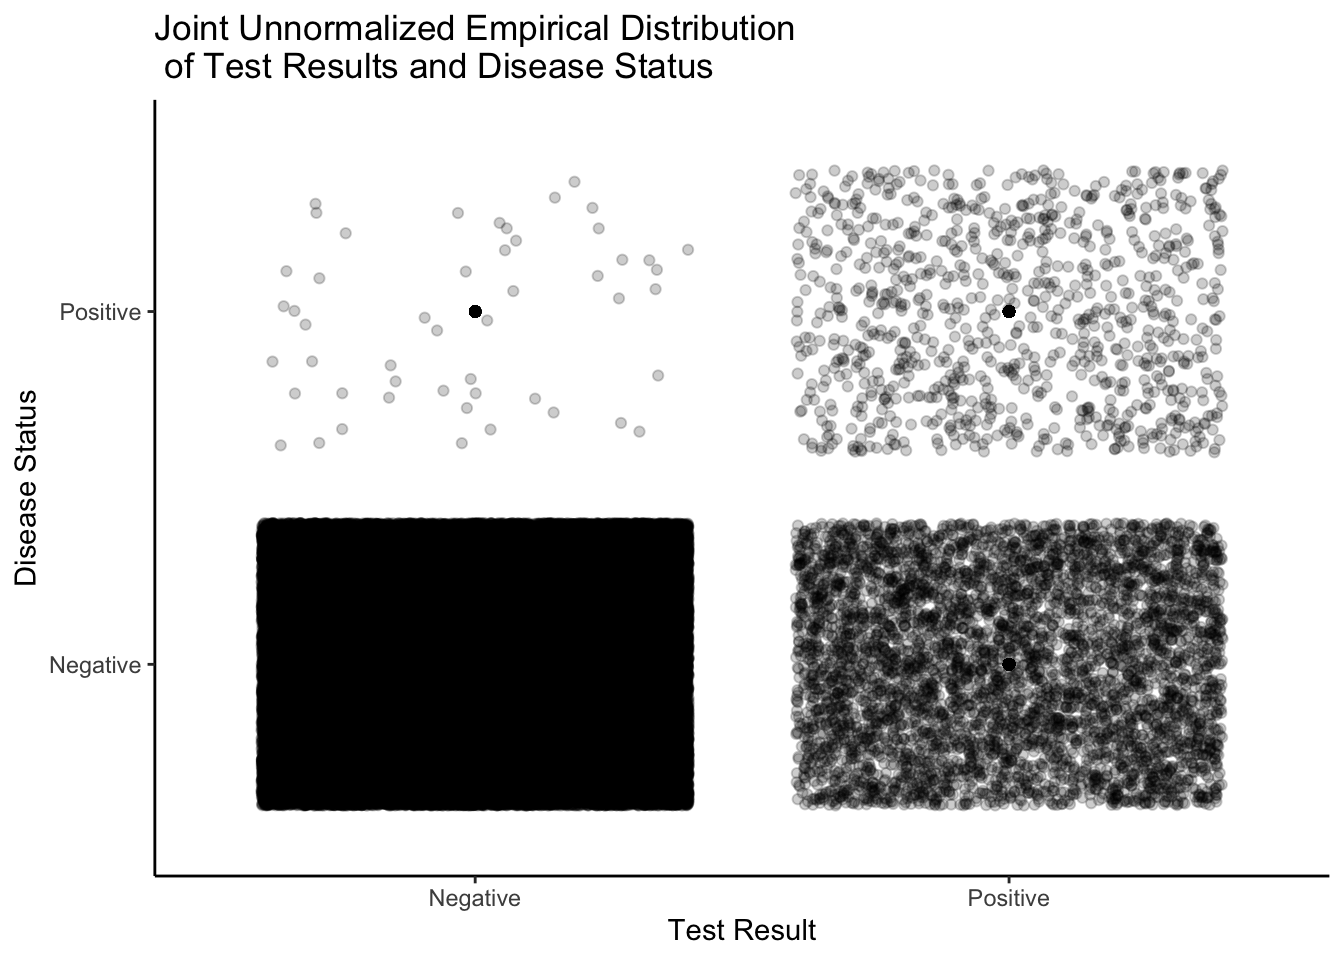 Joint Unnormalized Empirical Distribution
of Test Results and Disease Status
Disease Status
Positive
Negative
Negative
Positive
Test Result